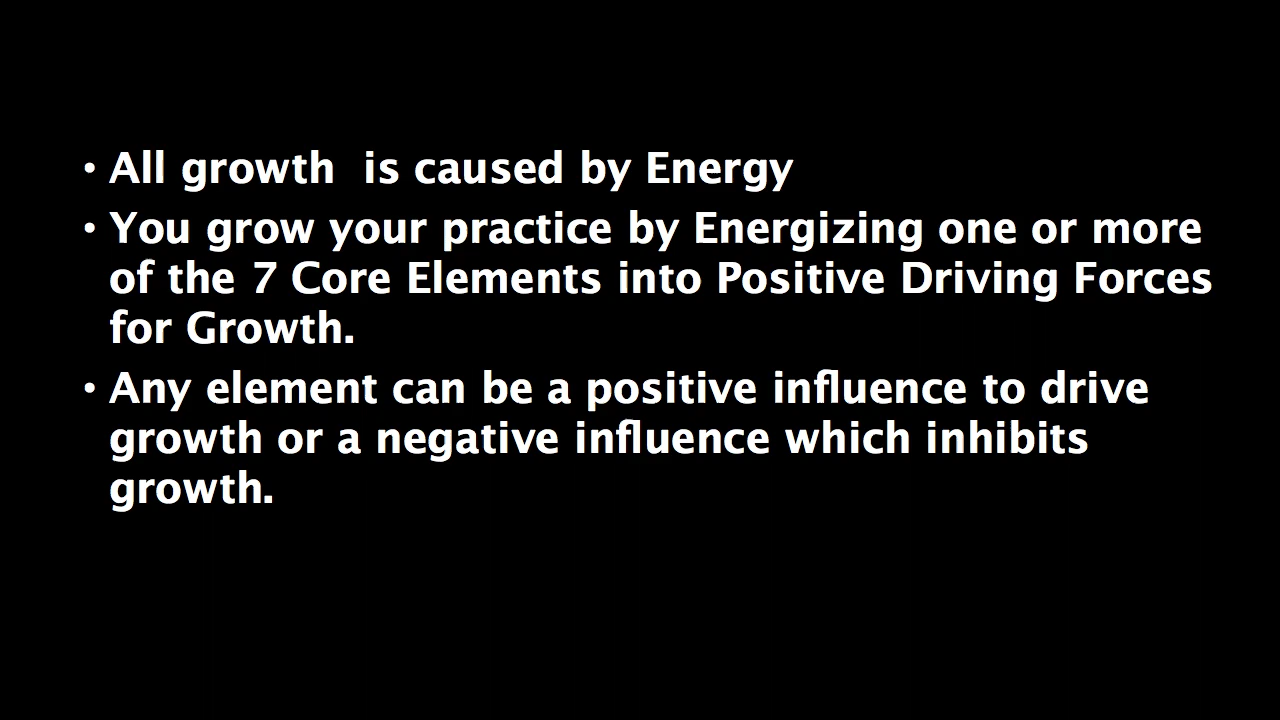 • All growth  is caused by Energy
• You grow your practice by Energizing one or more
of the 7 Core Elements into Positive Driving Forces
for Growth.
• Any element can be a positive influence to drive
growth or a negative influence which inhibits
growth.